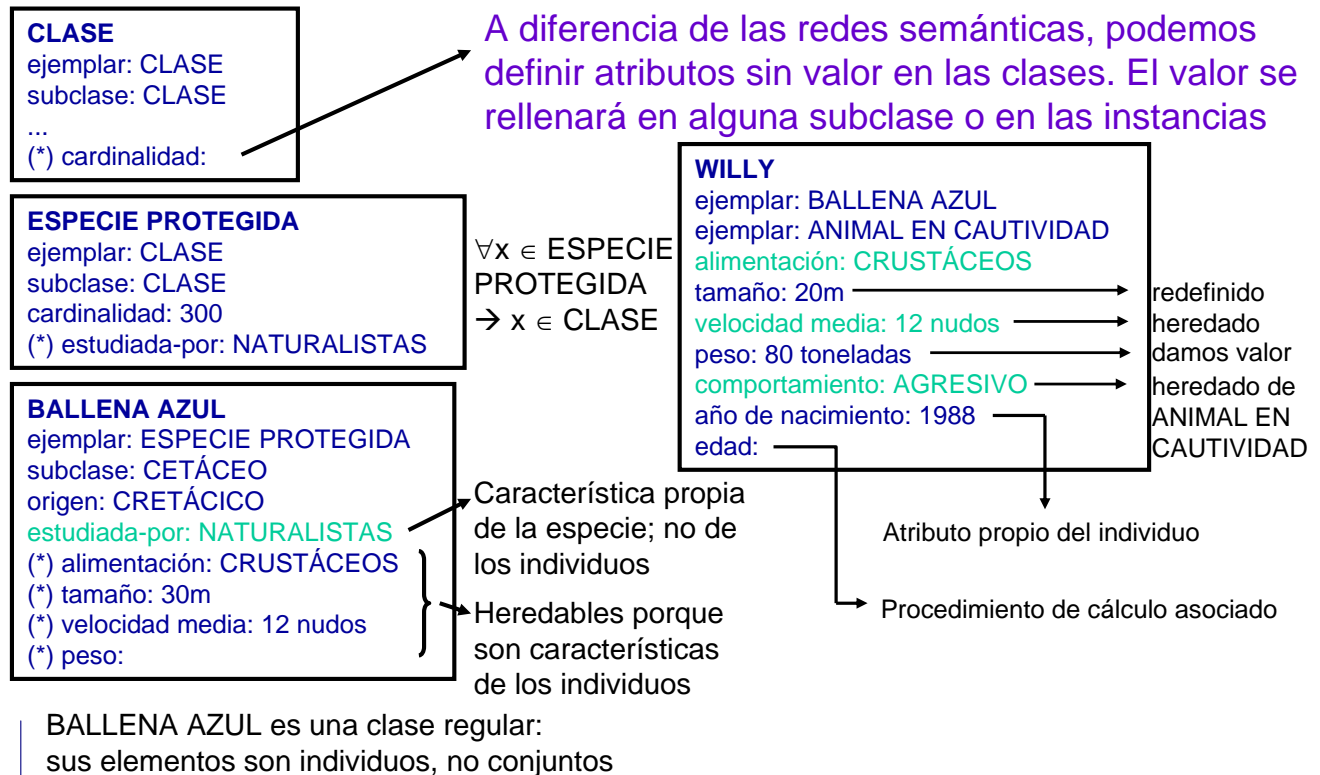 CLASE
ejemplar: CLASE
subclase: CLASE
...
(*) cardinalidad:
A diferencia de las redes semánticas, podemos
definir atributos sin valor en las clases. El valor se
rellenará en alguna subclase o en las instancias
ESPECIE PROTEGIDA
ejemplar: CLASE
subclase: CLASE
cardinalidad: 300
(*) estudiada-por: NATURALISTAS
∀x ∈ ESPECIE
PROTEGIDA
→ x ∈ CLASE
WILLY
ejemplar: BALLENA AZUL
ejemplar: ANIMAL EN CAUTIVIDAD
alimentación: CRUSTÁCEOS
tamaño: 20m
velocidad media: 12 nudos
peso: 80 toneladas
comportamiento: AGRESIVO
año de nacimiento: 1988
edad:
redefinido
heredado
damos valor
heredado de
ANIMAL EN
CAUTIVIDAD
BALLENA AZUL
ejemplar: ESPECIE PROTEGIDA
subclase: CETÁCEO
origen: CRETÁCICO
estudiada-por: NATURALISTAS
(*) alimentación: CRUSTÁCEOS
(*) tamaño: 30m
(*) velocidad media: 12 nudos
(*) peso:
Característica propia
de la especie; no de
los individuos
Heredables porque
son características
de los individuos
Atributo propio del individuo
Procedimiento de cálculo asociado
BALLENA AZUL es una clase regular:
sus elementos son individuos, no conjuntos